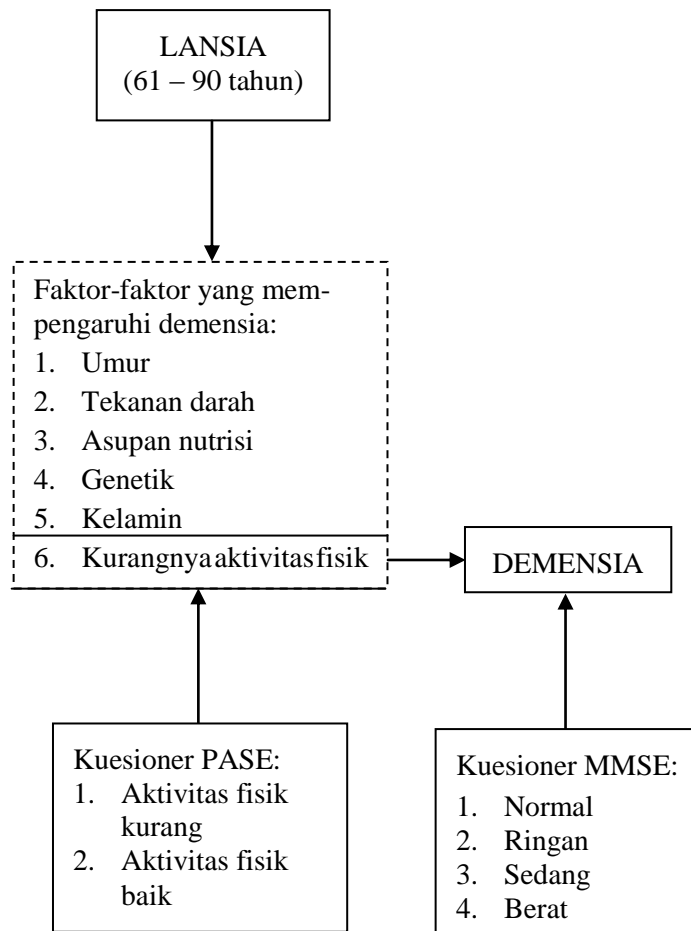 LANSIA
(61 – 90 tahun)
Faktor-faktor yang mem-
pengaruhi demensia:
1. Umur
2. Tekanan darah
3. Asupan nutrisi
4. Genetik
5. Kelamin
6. Kurangnya aktivitas fisik
DEMENSIA
Kuesioner PASE:
1. Aktivitas fisik
kurang
2. Aktivitas fisik
baik
Kuesioner MMSE:
1. Normal
2. Ringan
3. Sedang
4. Berat